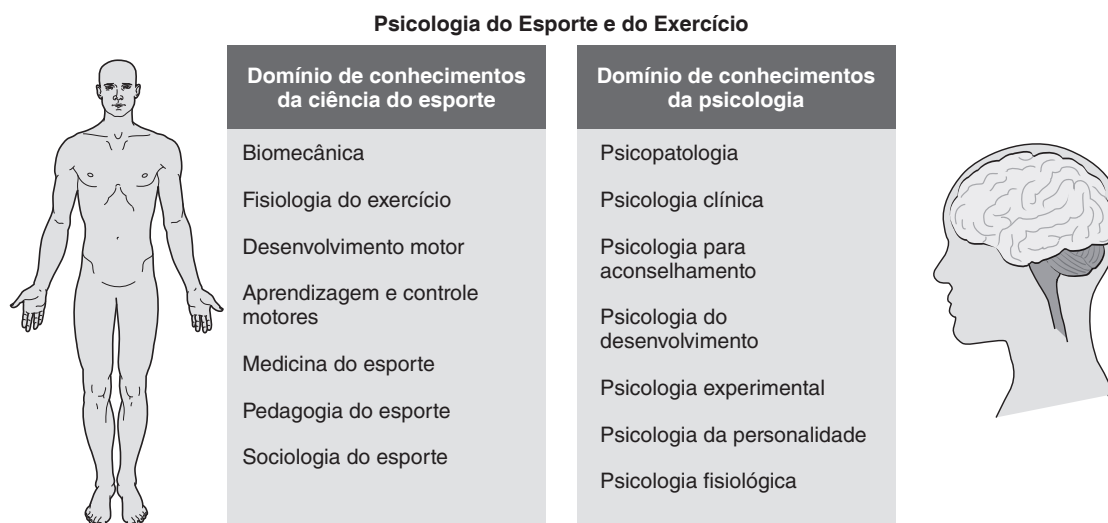 Psicologia do Esporte e do Exercício
Domínio de conhecimentos
da ciência do esporte
Biomecânica
Fisiologia do exercício
Desenvolvimento motor
Aprendizagem e controle
motores
Medicina do esporte
Pedagogia do esporte
Sociologia do esporte
Domínio de conhecimentos
da psicologia
Psicopatologia
Psicologia clínica
Psicologia para
aconselhamento
Psicologia do
desenvolvimento
Psicologia experimental
Psicologia da personalidade
Psicologia fisiológica